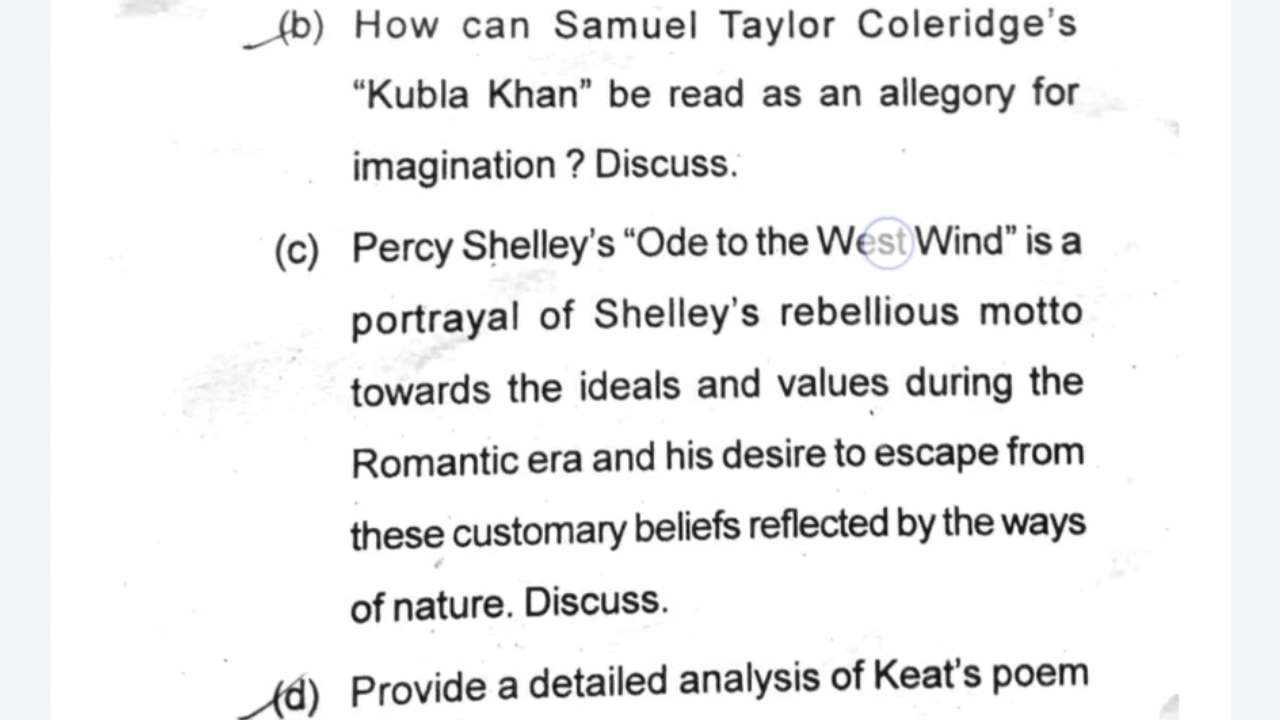 (b) How can Samuel Taylor Coleridge's
“Kubla Khan” be read as an allegory for
imagination ? Discuss.
(c) Percy Shelley's “Ode to the West Wind” is a
portrayal of Shelley's rebellious motto
towards the ideals and values during the
Romantic era and his desire to escape from
these customary beliefs reflected by the ways
of nature. Discuss.
(d) Provide a detailed analysis of Keat's poem